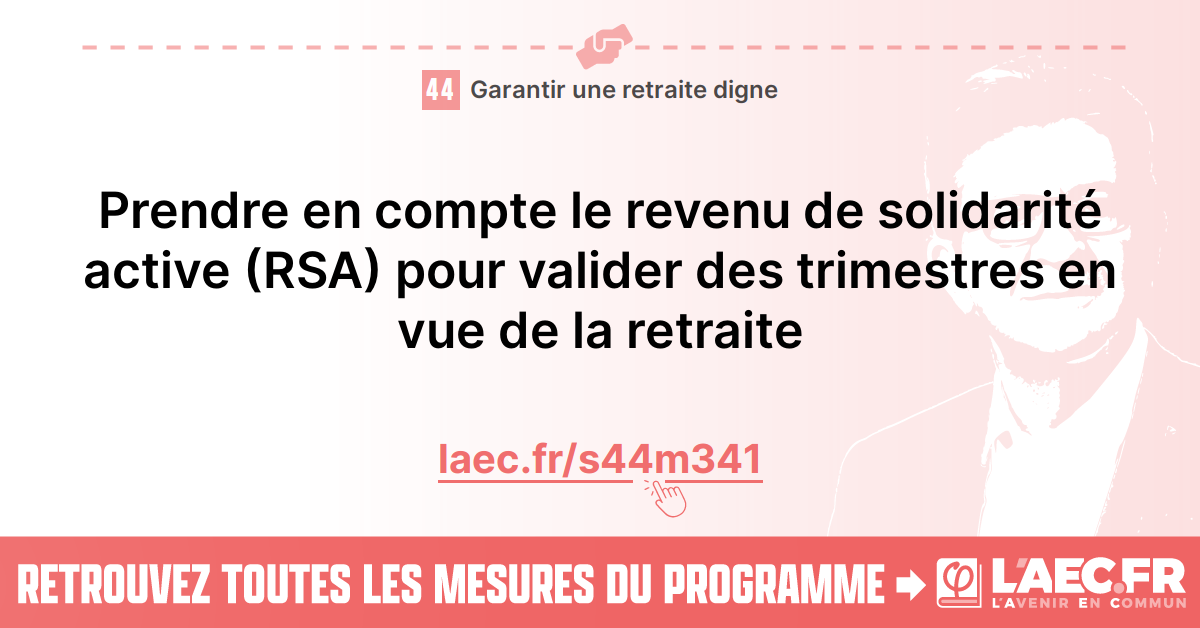 44 Garantir une retraite digne
Prendre en compte le revenu de solidarité
active (RSA) pour valider des trimestres en
vue de la retraite
laec.fr/s44m341
RETROUVEZ TOUTES LES MESURES DU PROGRAMME
L'AEC.FR
L'AVENIR EN COMMUN